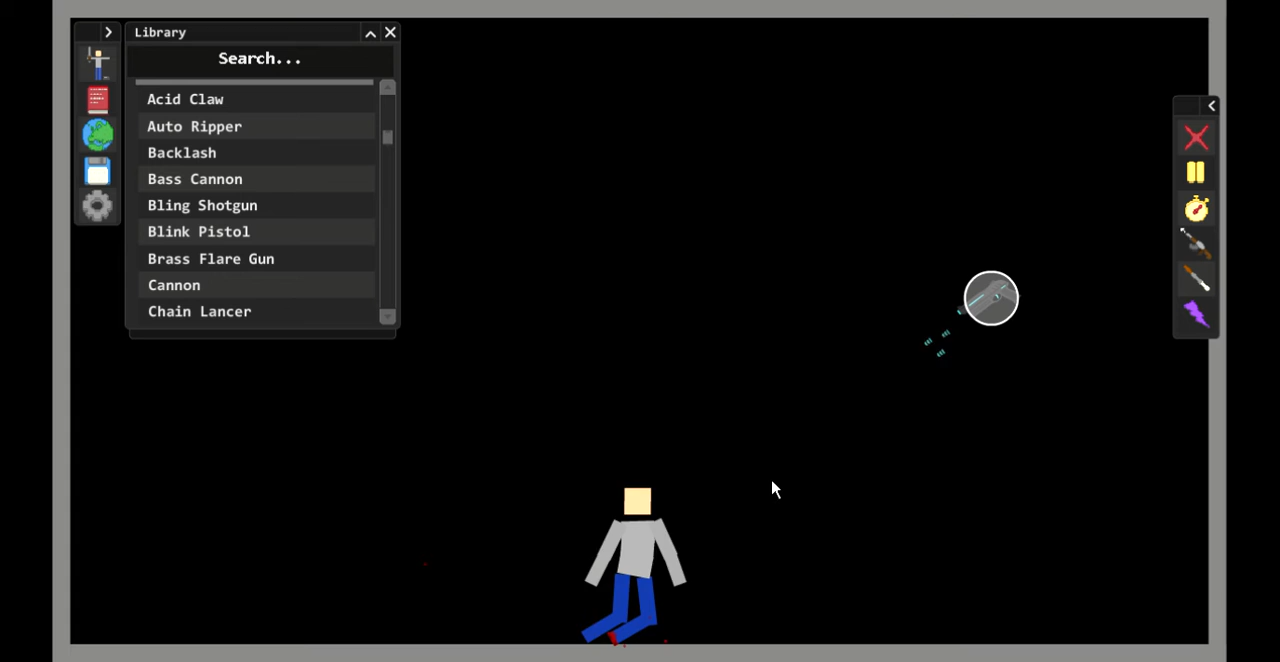 Library
Search...
Acid Claw
Auto Ripper
Backlash
Bass Cannon
Bling Shotgun
Blink Pistol
Brass Flare Gun
Cannon
Chain Lancer